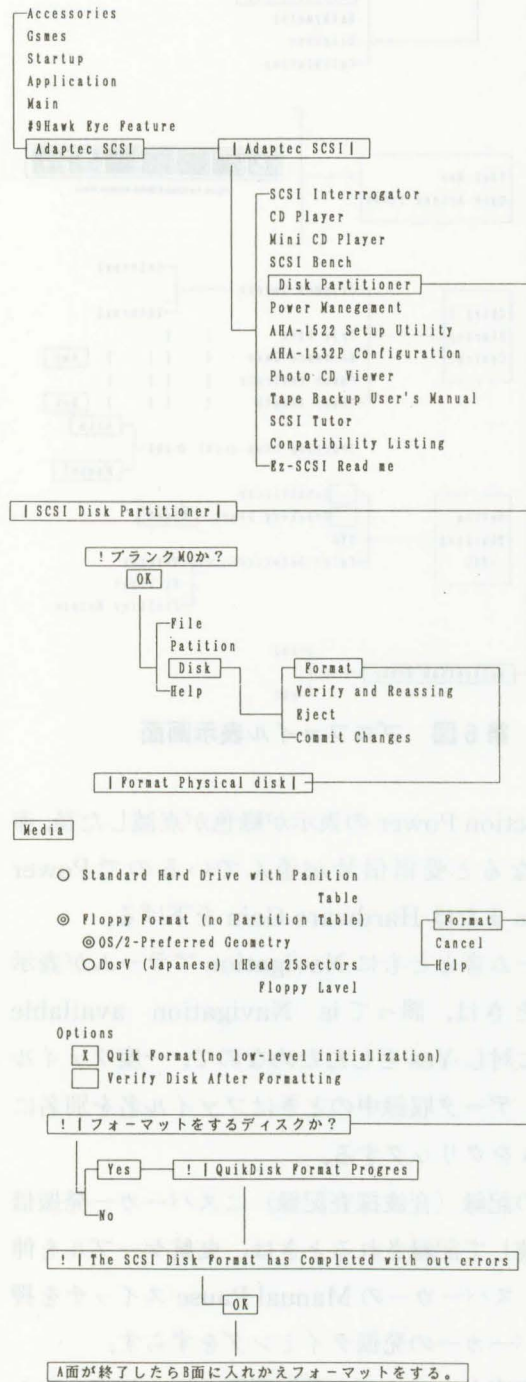 Accessories
Gsmes
Startup
Application
Main
#9Hawk Eye Feature
Adaptec SCSI
| Adaptec SCSI |
SCSI Interrrogator
CD Player
Mini CD Player
SCSI Bench
Disk Partitioner
Power Manegement
AHA-1522 Setup Utility
AHA-1532P Configuration
Photo CD Viewer
Tape Backup User's Manual
SCSI Tutor
Conpatibility Listing
Ez-SCSI Read me
| SCSI Disk Partitioner |
! ブランクMOか?
OK
File
Patition
Disk
Help
Format
Verify and Reassing
Eject
Commit Changes
| Format Physical disk |
Media
○ Standard Hard Drive with Panition
Table
◎ Floppy Format (no petation table)
◎OS/2-Preferred Geometry
○DosV (Japanese) 1Head 25Sectors
Floppy Lavel
Format
Cancel
Help
Options
X Quik Format(no low-level initialization)
Verify Disk After Formatting
! | フォーマットをするディスクか?
Yes
! | QuikDisk Format Progres
No
! | The SCSI Disk Format has Completed with out errors
OK
A面が終了したらB面に入れかえフォーマットをする。